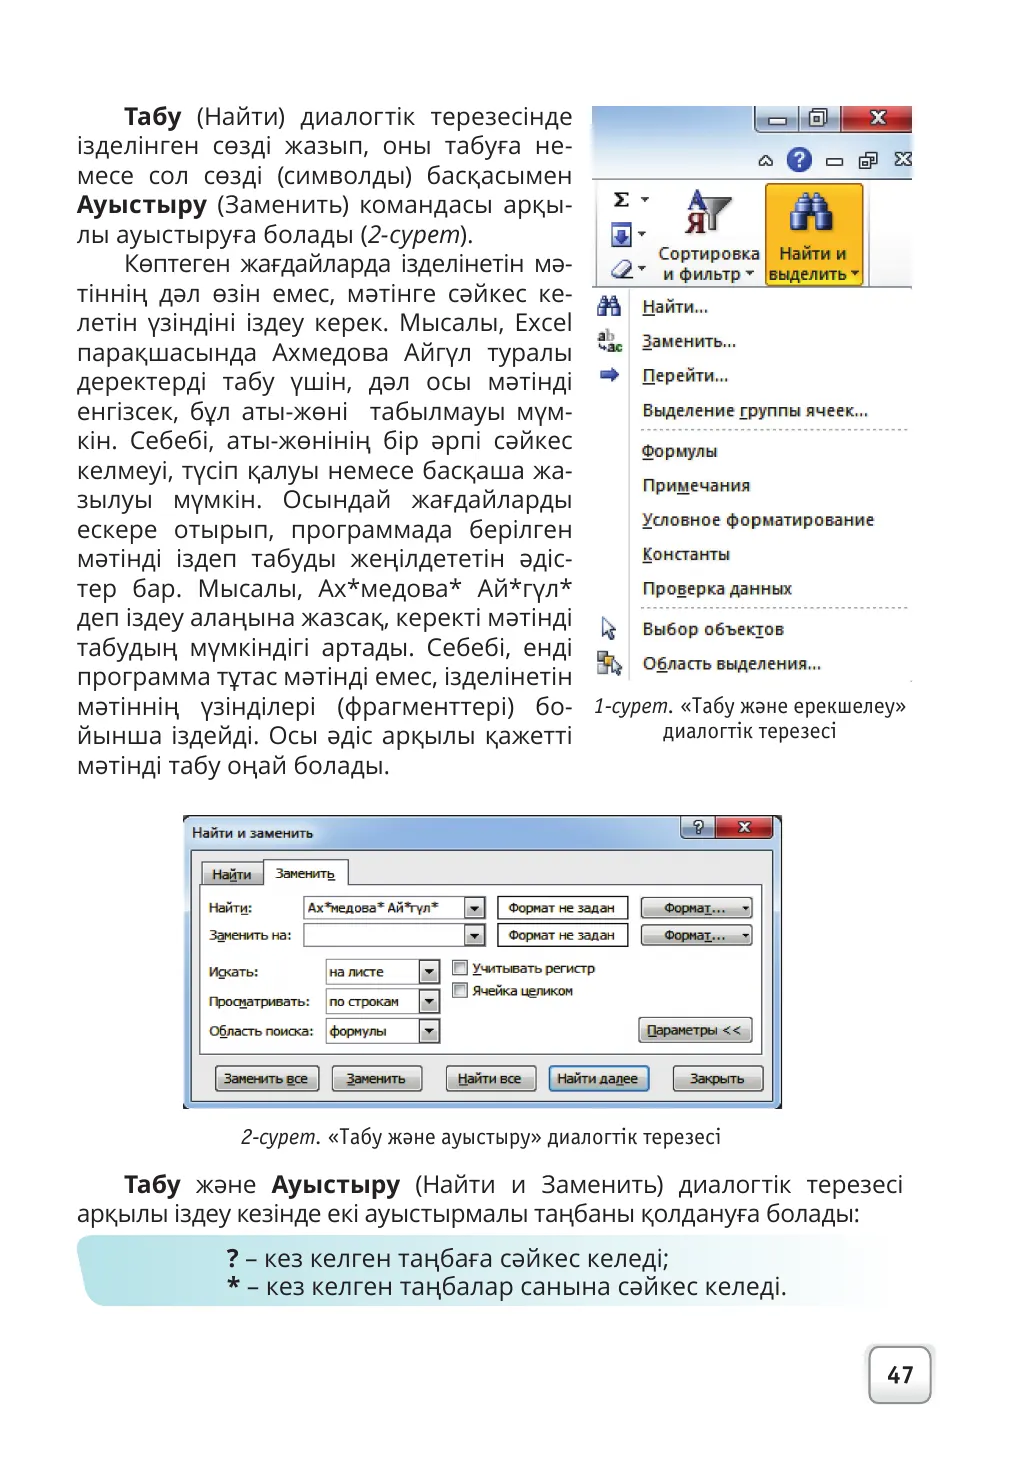 Табу (Найти) диалогтік терезесінде
ізделінген сөзді жазып, оны табуға не-
месе сол сөзді (символды) басқасымен
Ауыстыру (Заменить) командасы арқы-
лы ауыстыруға болады (2-сурет).
Көптеген жағдайларда ізделінетін мә-
тіннің дәл өзін емес, мәтінге сәйкес ке-
летін үзіндіні іздеу керек. Мысалы, Excel
парақшасында Ахмедова Айгүл туралы
деректерді табу үшін, дәл осы мәтінді
енгізсек, бұл аты-жөні табылмауы мүм-
кін. Себебі, аты-жөнінің бір әрпі сәйкес
келмеуі, түсіп қалуы немесе басқаша жа-
зылуы мүмкін. Осындай жағдайларды
ескере отырып, программада берілген
мәтінді іздеп табуды жеңілдететін әдіс-
тер бар. Мысалы, Ах*медова* Ай*гүл*
деп іздеу алаңына жазсақ, керекті мәтінді
табудың мүмкіндігі артады. Себебі, енді
программа тұтас мәтінді емес, ізделінетін
мәтіннің үзінділері (фрагменттері) бо-
йынша іздейді. Осы әдіс арқылы қажетті
мәтінді табу оңай болады.
Σ
Сортировка
и фильтр
Найти и
выделить
Найти...
Заменить...
Перейти...
Выделение группы ячеек...
Формулы
Примечания
Условное форматирование
Константы
Проверка данных
Выбор объектов
Область выделения...
1-сурет. «Табу және ерекшелеу»
диалогтік терезесі
Найти и заменить
Найти Заменить
Найти: Ах*медова* Ай*гүл* Формат не задан Формат...
Заменить на: Формат не задан Формат...
Искать: на листе Учитывать регистр
Ячейка целиком
Просматривать: по строкам
Область поиска: формулы Параметры <<
Заменить все Заменить Найти все Найти далее Закрыть
2-сурет. «Табу және ауыстыру» диалогтік терезесі
Табу және Ауыстыру (Найти и Заменить) диалогтік терезесі
арқылы іздеу кезінде екі ауыстырмалы таңбаны қолдануға болады:
? – кез келген таңбаға сәйкес келеді;
* – кез келген таңбалар санына сәйкес келеді.
47